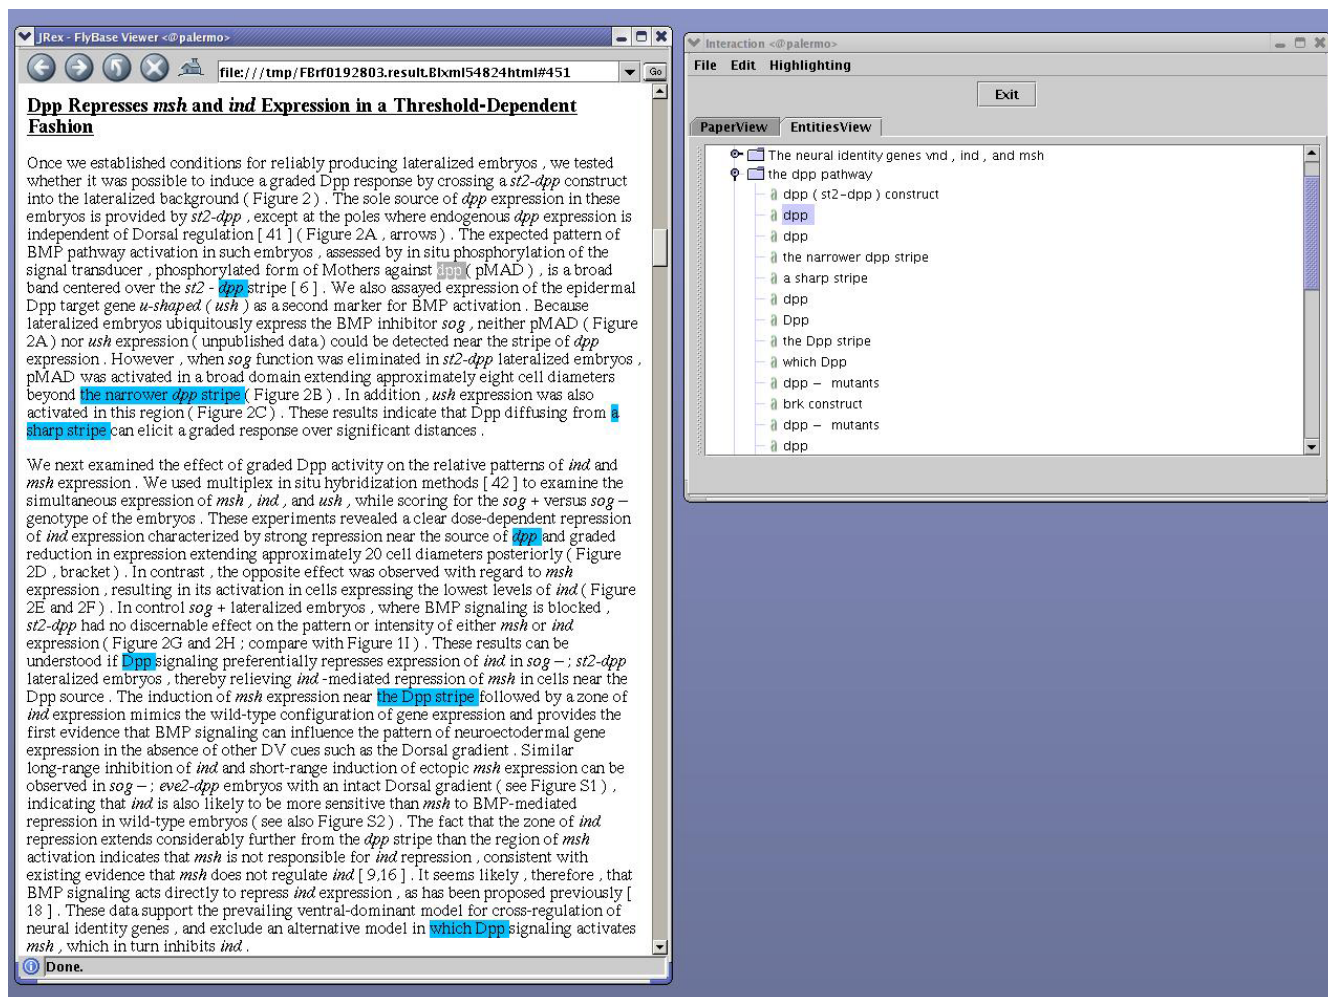 JRex - FlyBase Viewer <@palermo>
file:///tmp/FBrf0192803.result.Blxml54824html#451
Go
Dpp Represses msh and ind Expression in a Threshold-Dependent
Fashion
Once we established conditions for reliably producing lateralized embryos , we tested
whether it was possible to induce a graded Dpp response by crossing a st2-dpp construct
into the lateralized background ( Figure 2 ) . The sole source of dpp expression in these
embryos is provided by st2-dpp , except at the poles where endogenous dpp expression is
independent of Dorsal regulation [ 41 ] ( Figure 2A , arrows ) . The expected pattern of
BMP pathway activation in such embryos , assessed by in situ phosphorylation of the
signal transducer , phosphorylated form of Mothers against dpp ( pMAD ) , is a broad
band centered over the st2 - dpp stripe [ 6 ] . We also assayed expression of the epidermal
Dpp target gene u-shaped ( ush ) as a second marker for BMP activation . Because
lateralized embryos ubiquitously express the BMP inhibitor sog , neither pMAD ( Figure
2A ) nor ush expression ( unpublished data ) could be detected near the stripe of dpp
expression . However , when sog function was eliminated in st2-dpp lateralized embryos ,
pMAD was activated in a broad domain extending approximately eight cell diameters
beyond the narrower dpp stripe ( Figure 2B ) . In addition , ush expression was also
activated in this region ( Figure 2C ) . These results indicate that Dpp diffusing from a
sharp stripe can elicit a graded response over significant distances .
We next examined the effect of graded Dpp activity on the relative patterns of ind and
msh expression . We used multiplex in situ hybridization methods [ 42 ] to examine the
simultaneous expression of msh , ind , and ush , while scoring for the sog + versus sog −
genotype of the embryos . These experiments revealed a clear dose-dependent repression
of ind expression characterized by strong repression near the source of dpp and graded
reduction in expression extending approximately 20 cell diameters posteriorly ( Figure
2D , bracket ) . In contrast , the opposite effect was observed with regard to msh
expression , resulting in its activation in cells expressing the lowest levels of ind ( Figure
2E and 2F ) . In control sog + lateralized embryos , where BMP signaling is blocked ,
st2-dpp had no discernable effect on the pattern or intensity of either msh or ind
expression ( Figure 2G and 2H ; compare with Figure 1I ) . These results can be
understood if Dpp signaling preferentially represses expression of ind in sog − ; st2-dpp
lateralized embryos , thereby relieving ind -mediated repression of msh in cells near the
Dpp source . The induction of msh expression near the Dpp stripe followed by a zone of
ind expression mimics the wild-type configuration of gene expression and provides the
first evidence that BMP signaling can influence the pattern of neuroectodermal gene
expression in the absence of other DV cues such as the Dorsal gradient . Similar
long-range inhibition of ind and short-range induction of ectopic msh expression can be
observed in sog − ; eve2-dpp embryos with an intact Dorsal gradient ( see Figure S1 ) ,
indicating that ind is also likely to be more sensitive than msh to BMP-mediated
repression in wild-type embryos ( see also Figure S2 ) . The fact that the zone of ind
repression extends considerably further from the dpp stripe than the region of msh
activation indicates that msh is not responsible for ind repression , consistent with
existing evidence that msh does not regulate ind [ 9,16 ] . It seems likely , therefore , that
BMP signaling acts directly to repress ind expression , as has been proposed previously [
18 ] . These data support the prevailing ventral-dominant model for cross-regulation of
neural identity genes , and exclude an alternative model in which Dpp signaling activates
msh , which in turn inhibits ind .
Done.
Interaction <@palermo>
File Edit Highlighting
Exit
PaperView EntitiesView
The neural identity genes vnd , ind , and msh
the dpp pathway
a dpp ( st2-dpp ) construct
a dpp
a dpp
a the narrower dpp stripe
a a sharp stripe
a dpp
a Dpp
a the Dpp stripe
a which Dpp
a dpp − mutants
a brk construct
a dpp − mutants
a dpp